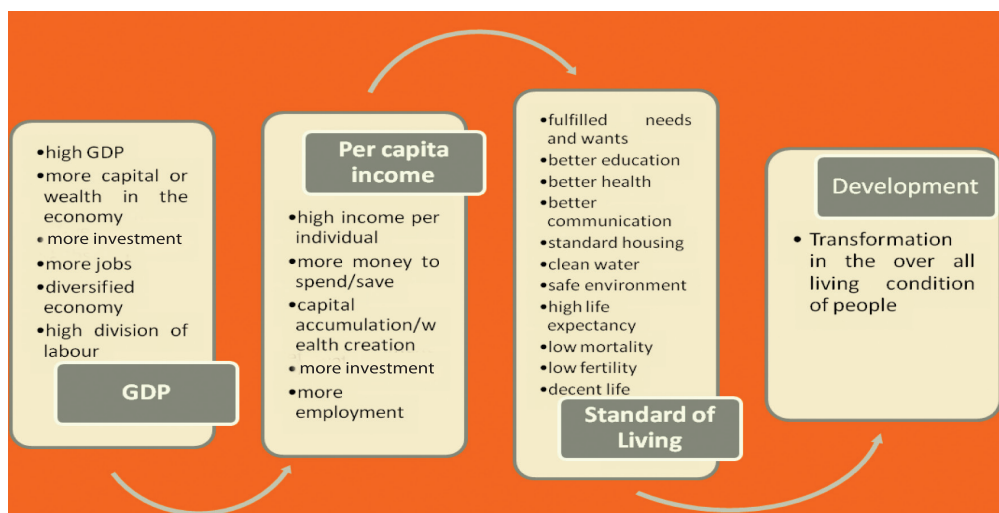 •high GDP
•more capital or
wealth in the
economy
• more investment
•more jobs
•diversified
economy
•high division of
labour
GDP
Per capita
income
•high income per
individual
•more money to
spend/save
•capital
accumulation/w
ealth creation
• more investment
•more
employment
•fulfilled needs
and wants
•better education
•better health
•better
communication
•standard housing
•clean water
•safe environment
•high life
expectancy
•low mortality
•low fertility
•decent life
Standard of
Living
Development
• Transformation
in the over all
living condition
of people